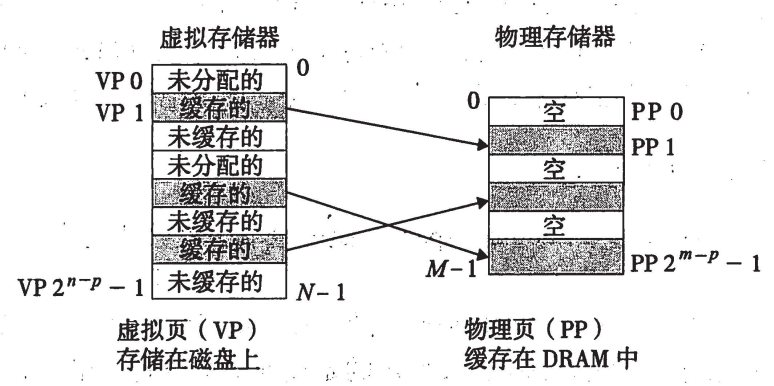 虚拟存储器
物理存储器
VP 0
未分配的
0
VP 1
缓存的
未缓存的
未分配的
缓存的
未缓存的
缓存的
VP 2^{n-p} - 1
未缓存的
N-1
0
空
PP 0
PP 1
空
空
M-1
PP 2^{m-p} - 1
虚拟页(VP)
存储在磁盘上
物理页(PP)
缓存在 DRAM 中